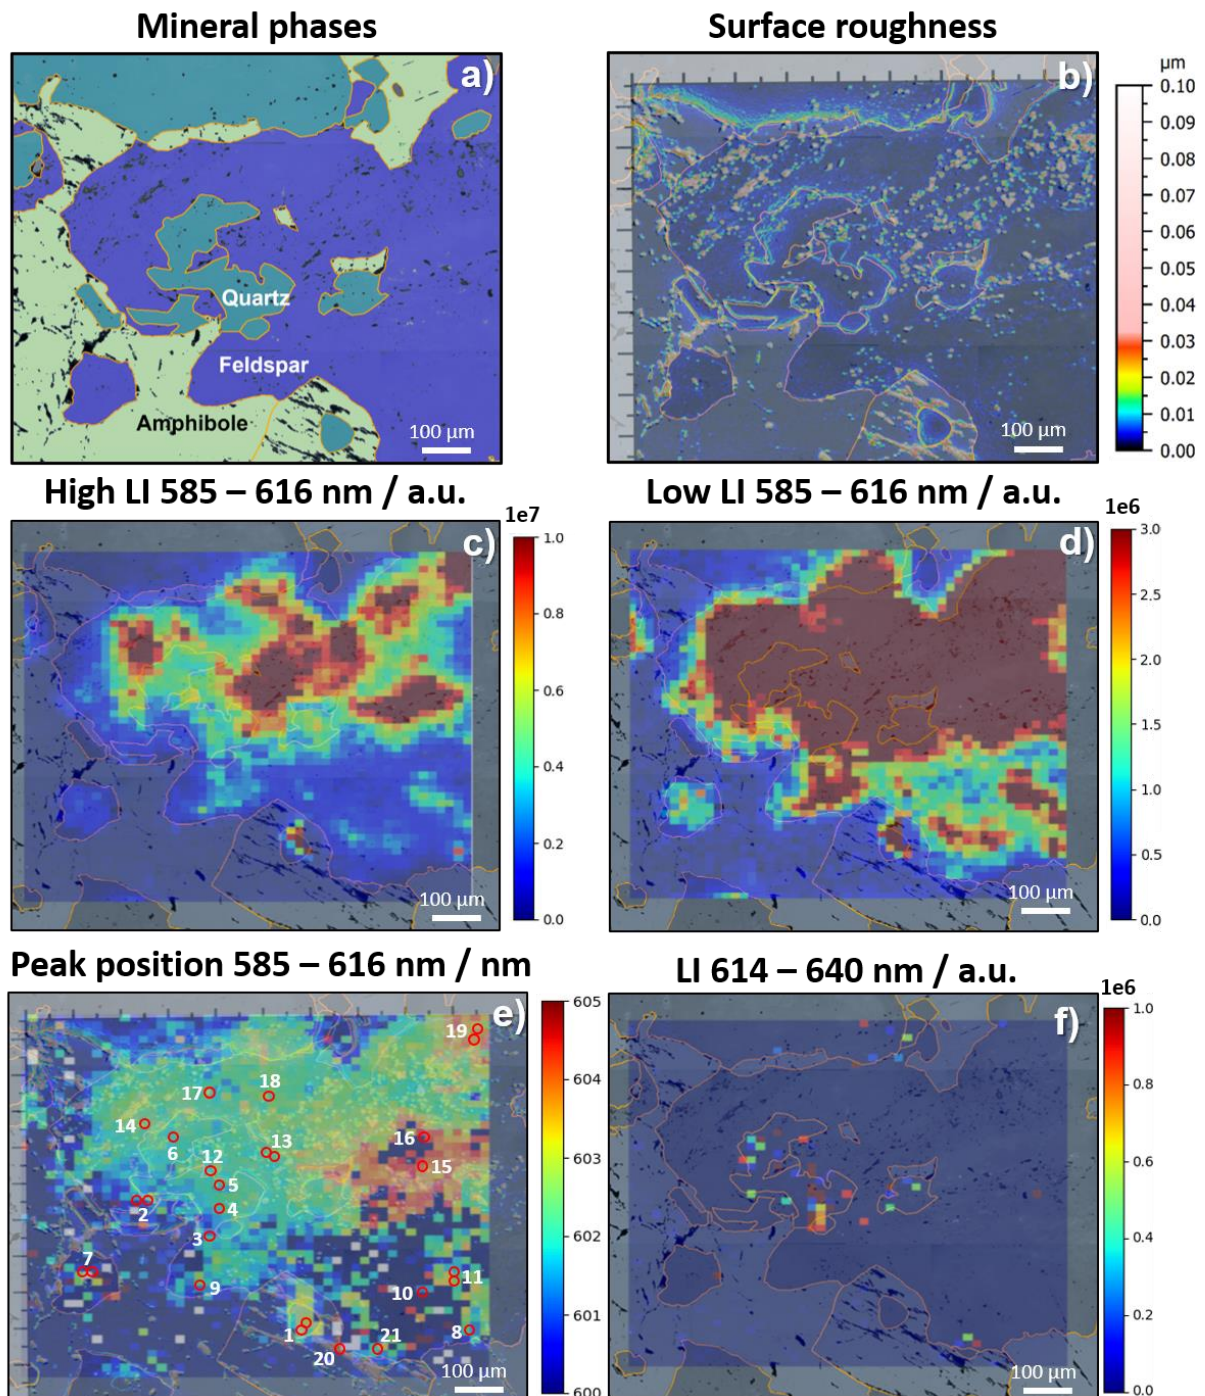 Mineral phases
Surface roughness
a)
Quartz
Feldspar
Amphibole
100 µm
b)
100 µm
µm
0.10
0.09
0.08
0.07
0.06
0.05
0.04
0.03
0.02
0.01
0.00
High LI 585 – 616 nm / a.u.
Low LI 585 – 616 nm / a.u.
c)
100 µm
1e7
1.0
0.8
0.6
0.4
0.2
0.0
d)
100 µm
1e6
3.0
2.5
2.0
1.5
1.0
0.5
0.0
Peak position 585 – 616 nm / nm
LI 614 – 640 nm / a.u.
e)
19
18
17
14
13
6
16
12
15
5
2
4
3
7
11
9
10
1
8
21
20
100 µm
605
604
603
602
601
600
f)
100 µm
1e6
1.0
0.8
0.6
0.4
0.2
0.0